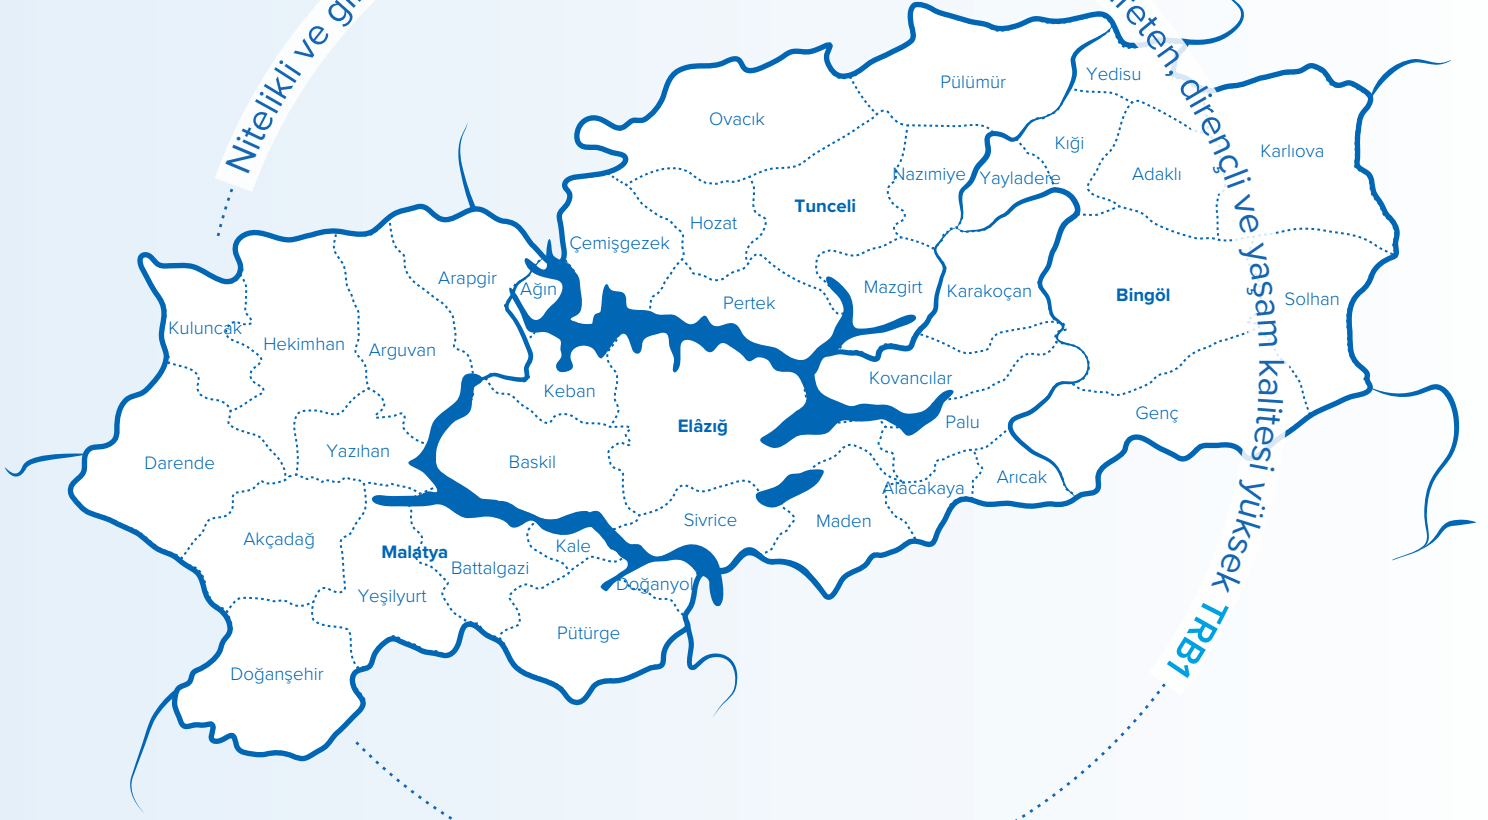 Nitelikli ve
dirençli ve yaşam kalitesi yüksek TRB1
Pülümür
Yedisu
Ovacık
Kıği
Karlıova
Nazımiye
Yayladere
Adaklı
Tunceli
Hozat
Çemişgezek
Arapgir
Ağın
Mazgirt
Karakoçan
Bingöl
Solhan
Pertek
Kuluncak
Hekimhan
Arguvan
Keban
Kovancılar
Genç
Elâzığ
Palu
Yazıhan
Darende
Baskil
Arıcak
Alacakaya
Sivrice
Maden
Akçadağ
Kale
Malatya
Battalgazi
Doğanyol
Yeşilyurt
Pütürge
Doğanşehir